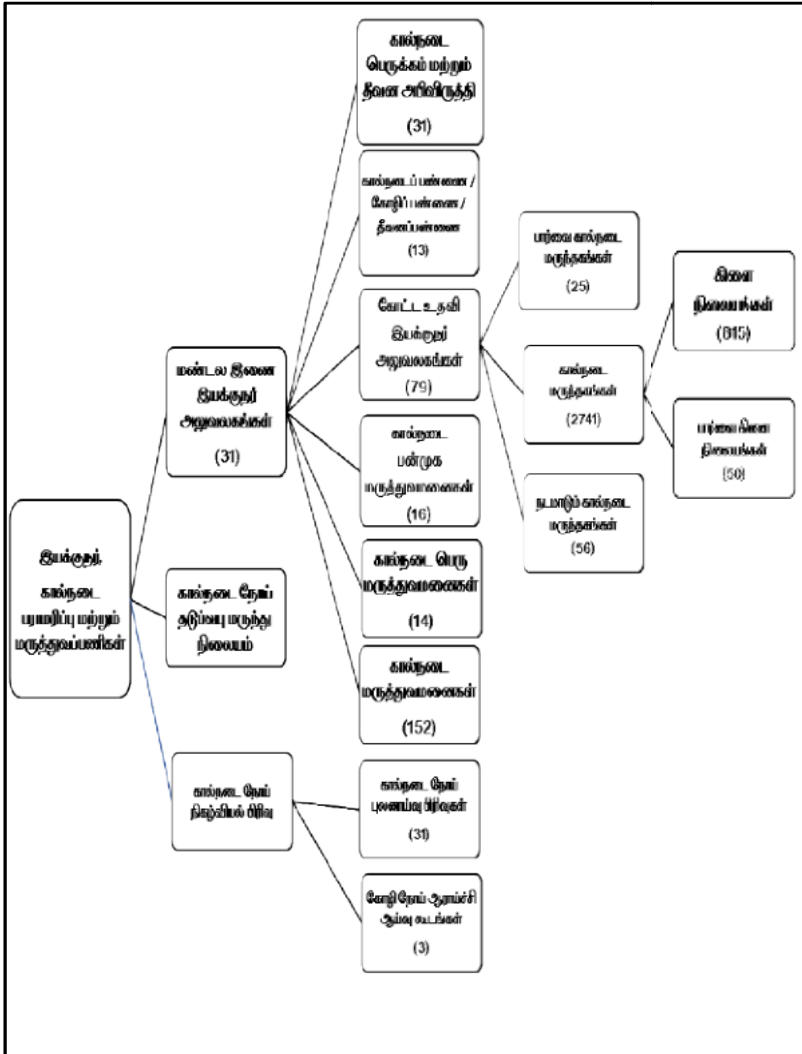 இயக்குநர்,
கால்நடை
பராமரிப்பு மற்றும்
மருத்துவப்பணிகள்
மண்டல இணை
இயக்குநர்
அலுவலகங்கள்
(31)
கால்நடை
பெருக்கம் மற்றும்
தீவன அபிவிருத்தி
(31)
கால்நடைப் பண்ணை /
கோழிப் பண்ணை /
தீவனப்பண்ணை
(13)
கோட்ட உதவி
இயக்குநர்
அலுவலகங்கள்
(79)
பார்வை கால்நடை
மருந்தகங்கள்
(25)
கால்நடை
மருந்தகங்கள்
(2741)
கிளை
நிலையங்கள்
(815)
பார்வை கிளை
நிலையங்கள்
(50)
நடமாடும் கால்நடை
மருந்தகங்கள்
(56)
கால்நடை
பன்முக
மருத்துவமனைகள்
(16)
கால்நடை பெரு
மருத்துவமனைகள்
(14)
கால்நடை
மருத்துவமனைகள்
(152)
கால்நடை நோய்
தடுப்வபு மருந்து
நிலையம்
கால்நடை நோய்
நிகழ்வியல் பிரிவு
கால்நடை நோய்
புலனாய்வு பிரிவுகள்
(31)
கோழி நோய் ஆராய்ச்சி
ஆய்வு கூடங்கள்
(3)